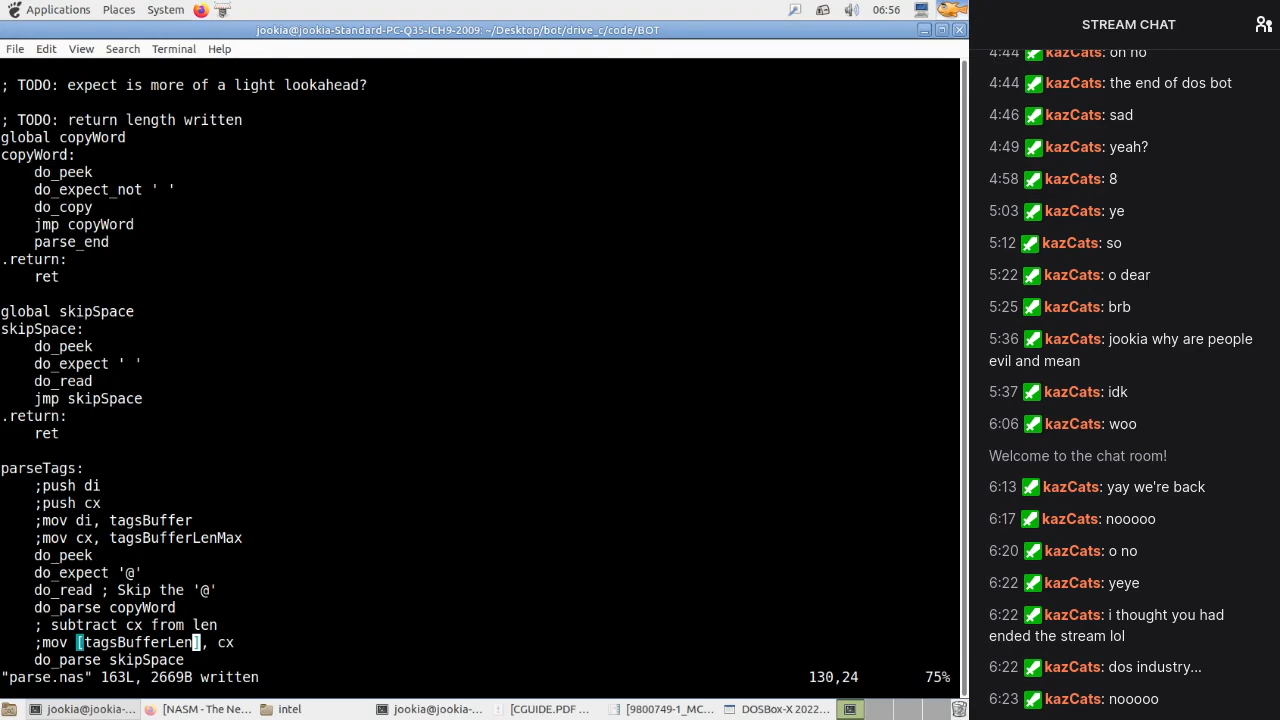 Applications Places System 06:56
jookia@jookia-Standard-PC-Q35-ICH9-2009: ~/Desktop/bot/drive_c/code/BOT
File Edit View Search Terminal Help
; TODO: expect is more of a light lookahead?
; TODO: return length written
global copyWord
copyWord:
do_peek
do_expect_not ' '
do_copy
jmp copyWord
parse_end
.return:
ret
global skipSpace
skipSpace:
do_peek
do_expect ' '
do_read
jmp skipSpace
.return:
ret
parseTags:
;push di
;push cx
;mov di, tagsBuffer
;mov cx, tagsBufferLenMax
do_peek
do_expect '@'
do_read ; Skip the '@'
do_parse copyWord
; subtract cx from len
;mov [tagsBufferLen], cx
do_parse skipSpace
"parse.nas" 163L, 2669B written 130,24 75%
jookia@jookia-... [NASM - The Ne... intel jookia@jookia-... [CGUIDE.PDF ... [9800749-1_MC... DOSBox-X 2022...
STREAM CHAT
4:44 kazCats: oh no
4:44 kazCats: the end of dos bot
4:46 kazCats: sad
4:49 kazCats: yeah?
4:58 kazCats: 8
5:03 kazCats: ye
5:12 kazCats: so
5:22 kazCats: o dear
5:25 kazCats: brb
5:36 kazCats: jookia why are people
evil and mean
5:37 kazCats: idk
6:06 kazCats: woo
Welcome to the chat room!
6:13 kazCats: yay we're back
6:17 kazCats: nooooo
6:20 kazCats: o no
6:22 kazCats: yeye
6:22 kazCats: i thought you had
ended the stream lol
6:22 kazCats: dos industry...
6:23 kazCats: nooooo